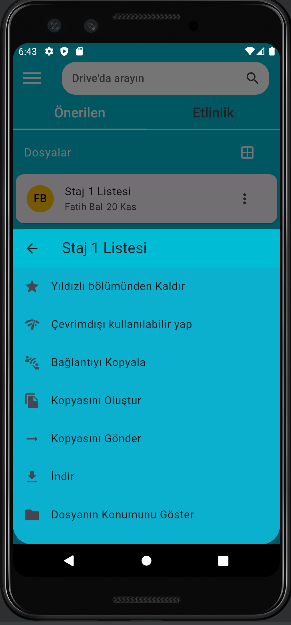 6:43
Drive'da arayın
Önerilen
Etlinlik
Dosyalar
FB
Staj 1 Listesi
Fatih Bal 20 Kas
Staj 1 Listesi
Yıldızlı bölümünden Kaldır
Çevrimdışı kullanılabilir yap
Bağlantıyı Kopyala
Kopyasını Oluştur
Kopyasını Gönder
İndir
Dosyanın Konumunu Göster